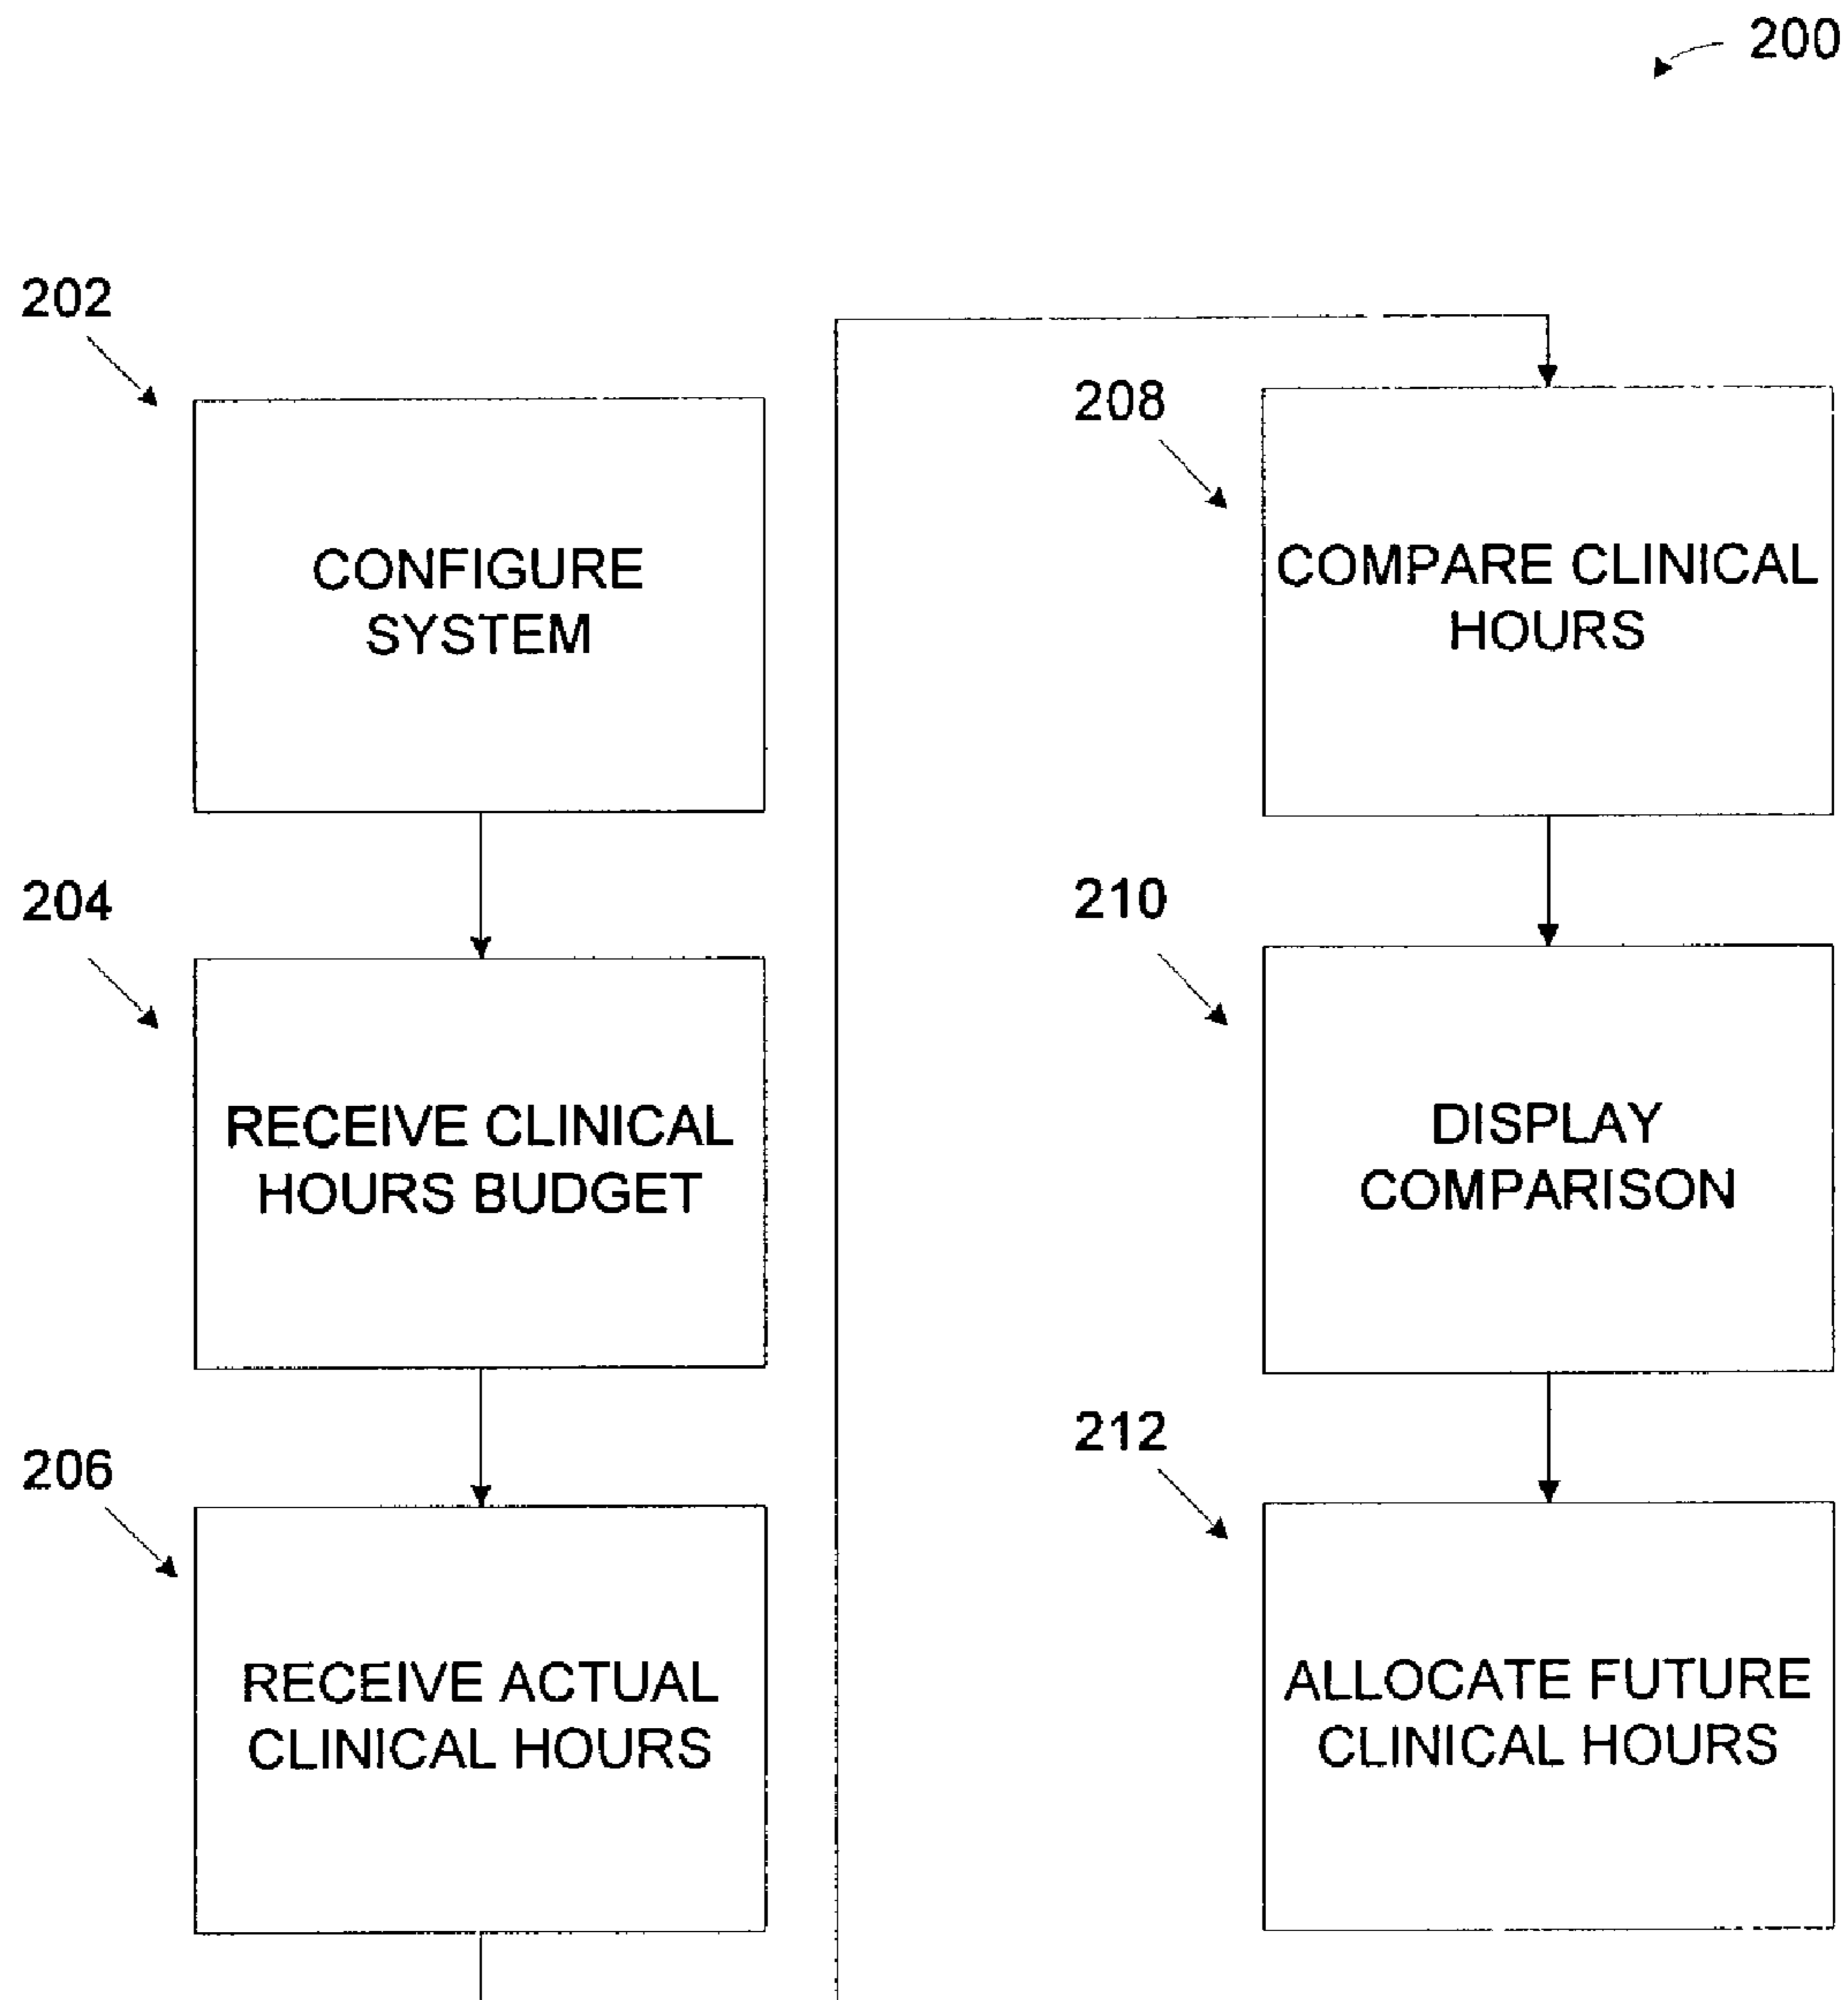 200
202
CONFIGURE
SYSTEM
204
RECEIVE CLINICAL
HOURS BUDGET
206
RECEIVE ACTUAL
CLINICAL HOURS
208
COMPARE CLINICAL
HOURS
210
DISPLAY
COMPARISON
212
ALLOCATE FUTURE
CLINICAL HOURS